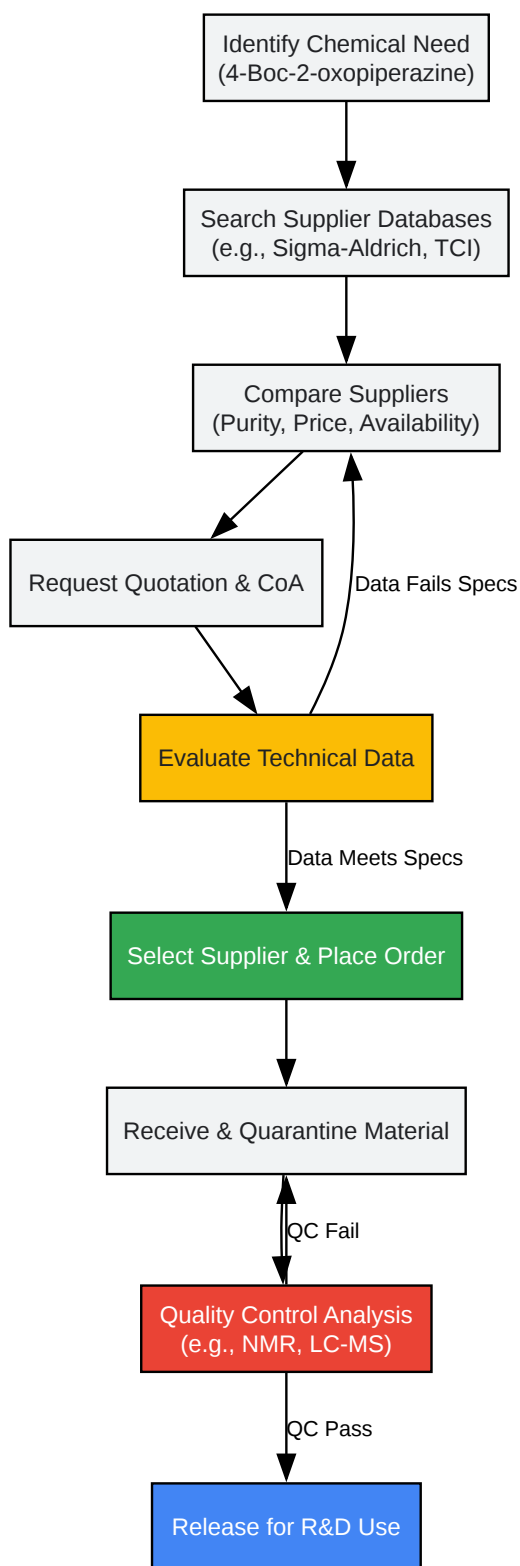 Identify Chemical Need
(4-Boc-2-oxopiperazine)
Search Supplier Databases
(e.g., Sigma-Aldrich, TCI)
Compare Suppliers
(Purity, Price, Availability)
Request Quotation & CoA
Data Fails Specs
Evaluate Technical Data
Data Meets Specs
Select Supplier & Place Order
Receive & Quarantine Material
QC Fail
Quality Control Analysis
(e.g., NMR, LC-MS)
QC Pass
Release for R&D Use